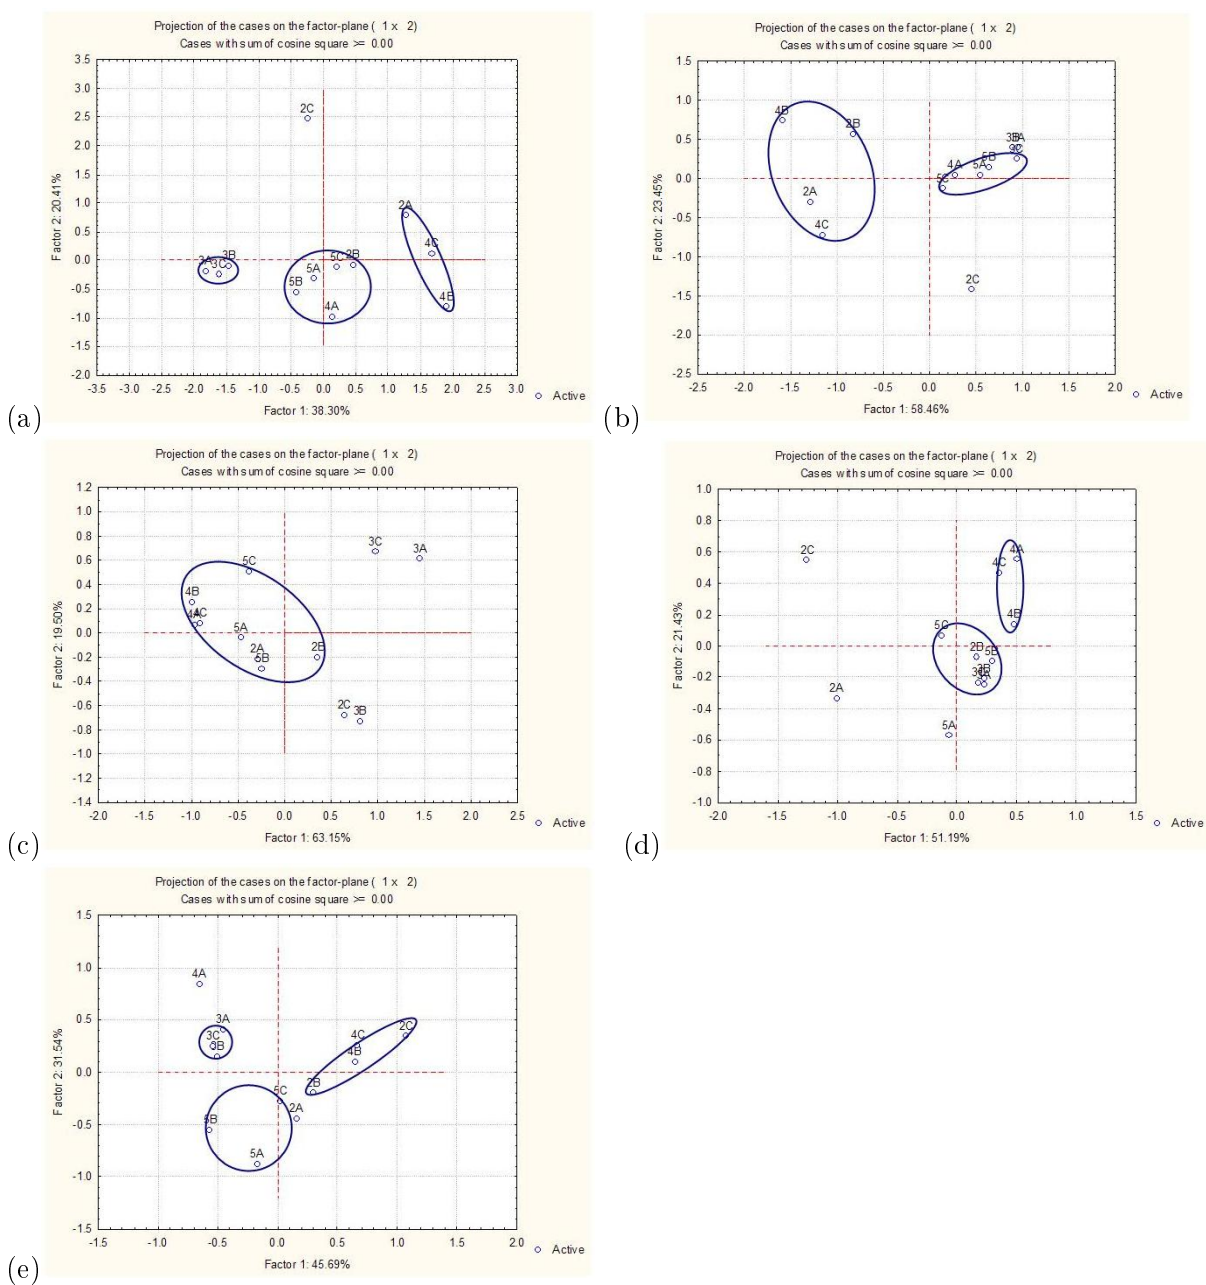 Projection of the cases on the factor-plane ( 1 x 2)
Cases with sum of cosine square >= 0.00
3.5
3.0
2C
2.5
2.0
1.5
1.0
2A
0.5
4C
3B
5C 2B
0.0
3A 3C
5A
5B
-0.5
4B
4A
-1.0
-1.5
-2.0
Factor 2: 20.41%
-3.5 -3.0 -2.5 -2.0 -1.5 -1.0 -0.5 0.0 0.5 1.0 1.5 2.0 2.5 3.0
Active
Factor 1: 38.30%
(a)
Projection of the cases on the factor-plane ( 1 x 2)
Cases with sum of cosine square >= 0.00
1.5
1.0
4B
2B
0.5
3B 3A
3C
5B
4A 5A
5C
0.0
2A
-0.5
4C
-1.0
2C
-1.5
-2.0
-2.5
Factor 2: 23.45%
-2.5 -2.0 -1.5 -1.0 -0.5 0.0 0.5 1.0 1.5 2.0
Active
Factor 1: 58.46%
(b)
Projection of the cases on the factor-plane ( 1 x 2)
Cases with sum of cosine square >= 0.00
1.2
1.0
0.8
3C
3A
0.6
5C
0.4
4B
0.2
4A 4C
5A
0.0
2A
2B
5B
-0.2
-0.4
2C 3B
-0.6
-0.8
-1.0
-1.2
-1.4
Factor 2: 19.50%
-2.0 -1.5 -1.0 -0.5 0.0 0.5 1.0 1.5 2.0 2.5
Active
Factor 1: 63.15%
(c)
Projection of the cases on the factor-plane ( 1 x 2)
Cases with sum of cosine square >= 0.00
1.0
0.8
2C
4A
0.6
4C
0.4
4B
0.2
5C
0.0
2B 5B
3B
3C 3A
-0.2
2A
-0.4
5A
-0.6
-0.8
-1.0
Factor 2: 21.43%
-2.0 -1.5 -1.0 -0.5 0.0 0.5 1.0 1.5
Active
Factor 1: 51.19%
(d)
Projection of the cases on the factor-plane ( 1 x 2)
Cases with sum of cosine square >= 0.00
1.5
1.0
4A
0.5
3A
2C
3C
4C
3B
4B
0.0
2B
5C
2A
-0.5
5B
5A
-1.0
-1.5
Factor 2: 31.54%
-1.5 -1.0 -0.5 0.0 0.5 1.0 1.5 2.0
Active
Factor 1: 45.69%
(e)